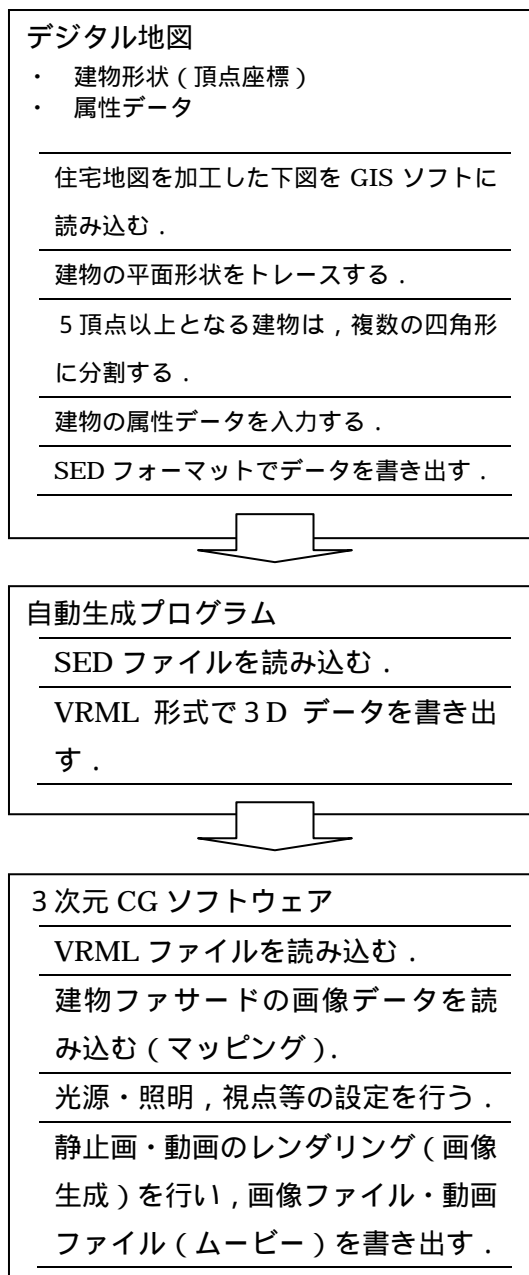 デジタル地図
・ 建物形状(頂点座標)
・ 属性データ
住宅地図を加工した下図を GIS ソフトに
読み込む.
建物の平面形状をトレースする.
5頂点以上となる建物は,複数の四角形
に分割する.
建物の属性データを入力する.
SED フォーマットでデータを書き出す.
自動生成プログラム
SED ファイルを読み込む.
VRML 形式で3D データを書き出
す.
3次元 CG ソフトウェア
VRML ファイルを読み込む.
建物ファサードの画像データを読
み込む(マッピング).
光源・照明,視点等の設定を行う.
静止画・動画のレンダリング(画像
生成)を行い,画像ファイル・動画
ファイル(ムービー)を書き出す.